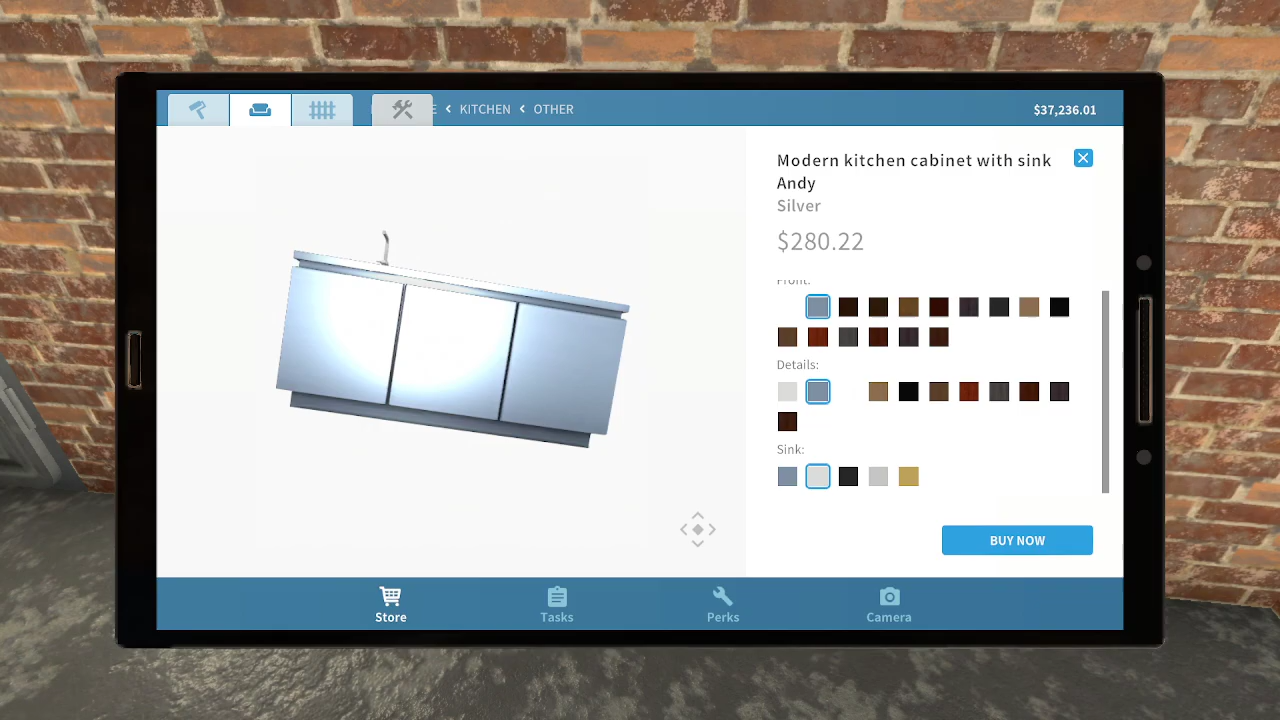 E < KITCHEN < OTHER
$37,236.01
Modern kitchen cabinet with sink
Andy
Silver
$280.22
Front:
Details:
Sink:
BUY NOW
Store
Tasks
Perks
Camera